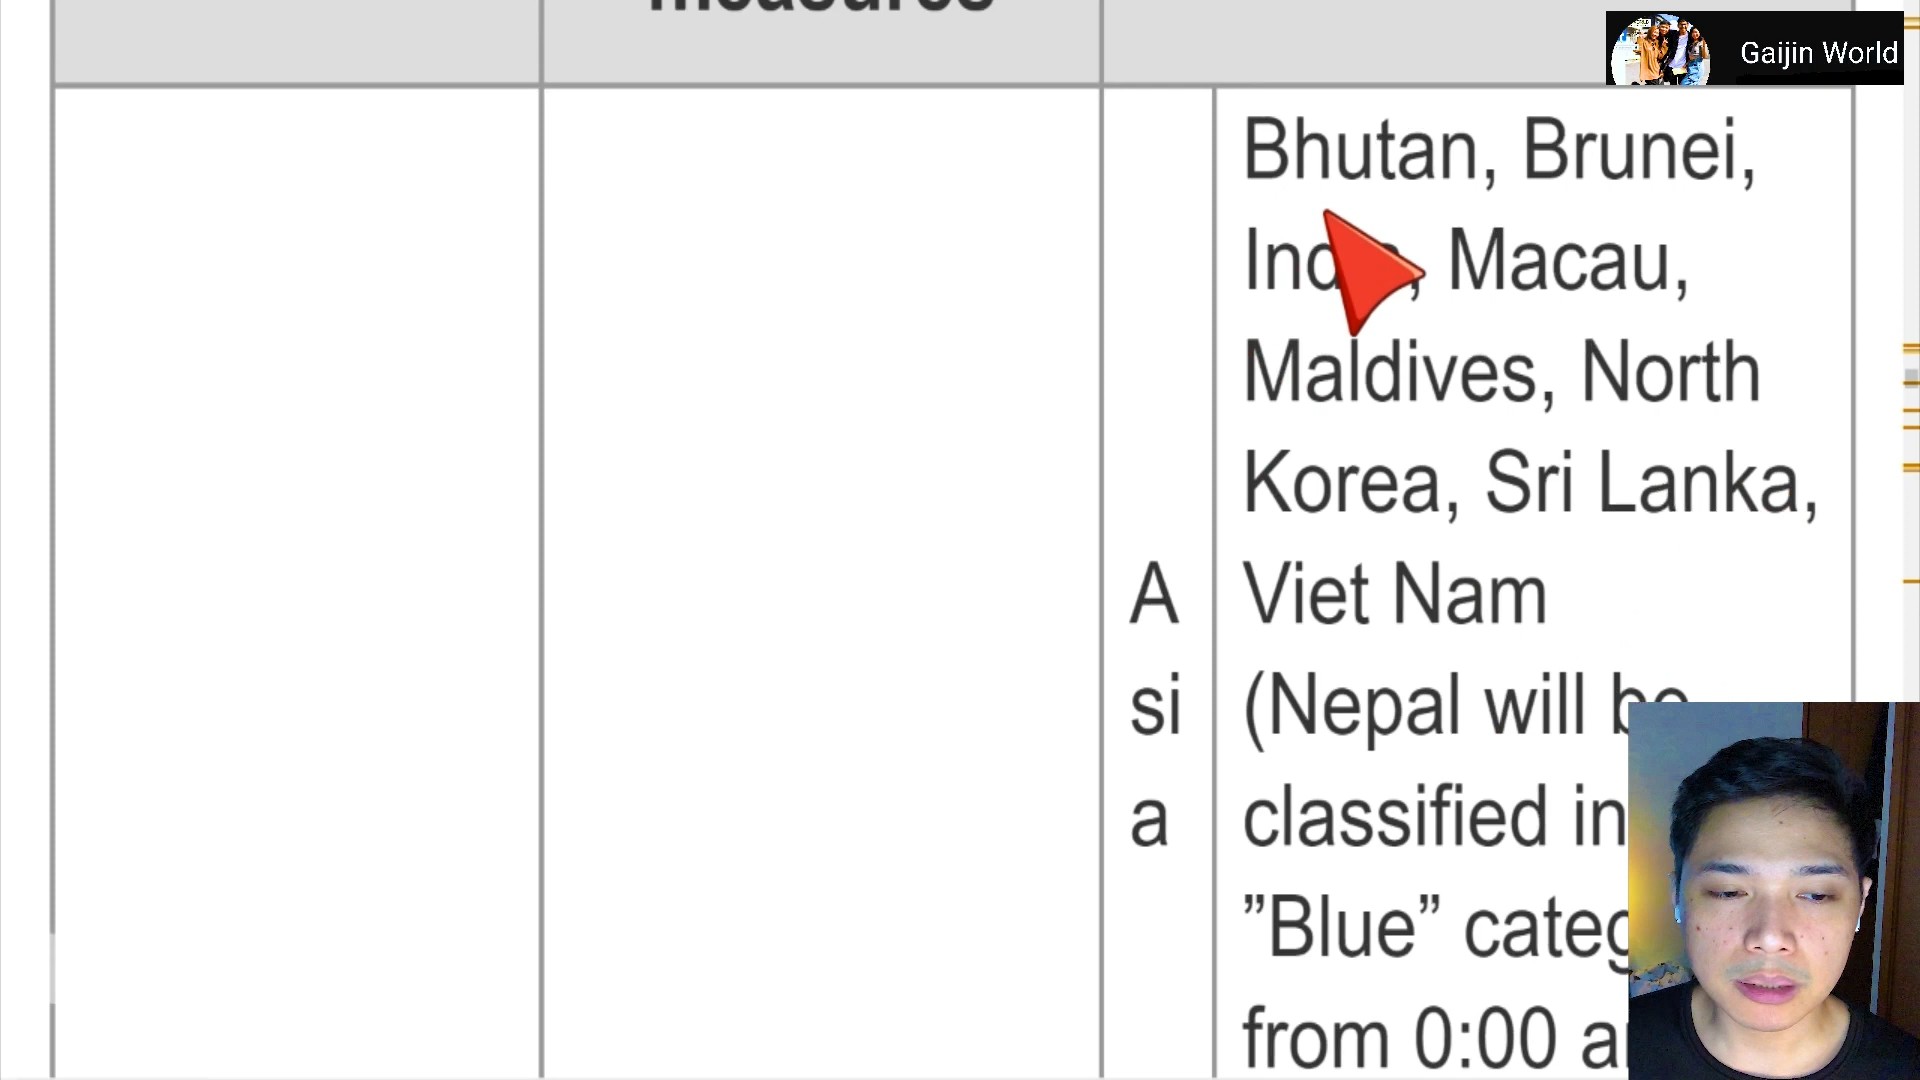 measures
Gaijin World
Bhutan, Brunei,
Macau,
Maldives, North
Korea, Sri Lanka,
A
si
a
Viet Nam
(Nepal will be
classified in
”Blue”
from 0:00